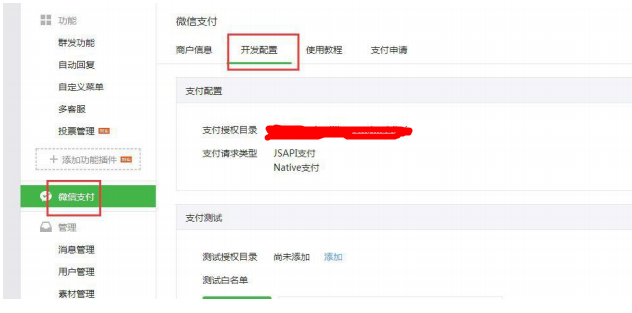 功能
群发功能
自动回复
自定义菜单
多客服
投票管理
+ 添加功能插件
微信支付
管理
消息管理
用户管理
素材管理
微信支付
商户信息 开发配置 使用教程 支付申请
支付配置
支付授权目录
支付请求类型 JSAPI支付
Native支付
支付测试
测试授权目录 尚未添加 添加
测试白名单